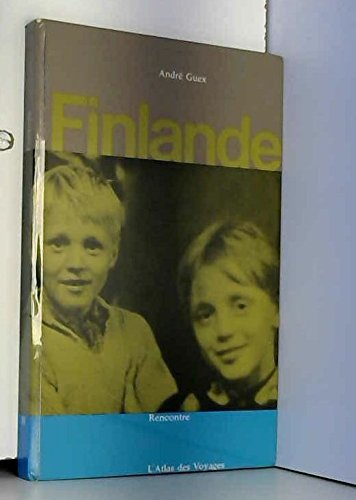 André Guex
Finlande
Rencontre
L'Atlas des Voyages